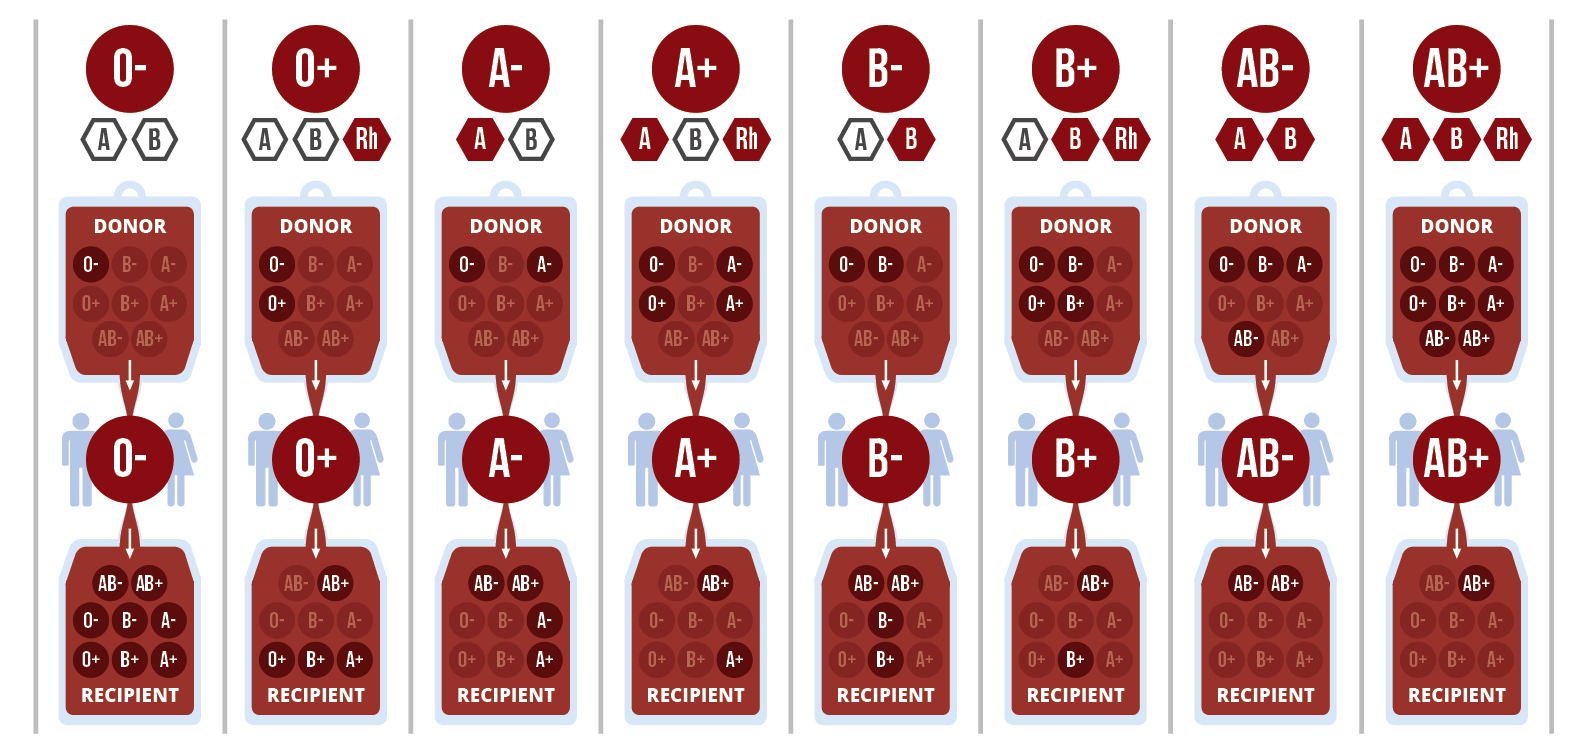 O-
A B
DONOR
O- B- A-
O+ B+ A+
AB- AB+
O-
AB- AB+
O- B- A-
O+ B+ A+
RECIPIENT
O+
A B Rh
DONOR
O- B- A-
O+ B+ A+
AB- AB+
O+
AB- AB+
O- B- A-
O+ B+ A+
RECIPIENT
A-
A B
DONOR
O- B- A-
O+ B+ A+
AB- AB+
A-
AB- AB+
O- B- A-
O+ B+ A+
RECIPIENT
A+
A B Rh
DONOR
O- B- A-
O+ B+ A+
AB- AB+
A+
AB- AB+
O- B- A-
O+ B+ A+
RECIPIENT
B-
A B
DONOR
O- B- A-
O+ B+ A+
AB- AB+
B-
AB- AB+
O- B- A-
O+ B+ A+
RECIPIENT
B+
A B Rh
DONOR
O- B- A-
O+ B+ A+
AB- AB+
B+
AB- AB+
O- B- A-
O+ B+ A+
RECIPIENT
AB-
A B
DONOR
O- B- A-
O+ B+ A+
AB- AB+
AB-
AB- AB+
O- B- A-
O+ B+ A+
RECIPIENT
AB+
A B Rh
DONOR
O- B- A-
O+ B+ A+
AB- AB+
AB+
AB- AB+
O- B- A-
O+ B+ A+
RECIPIENT